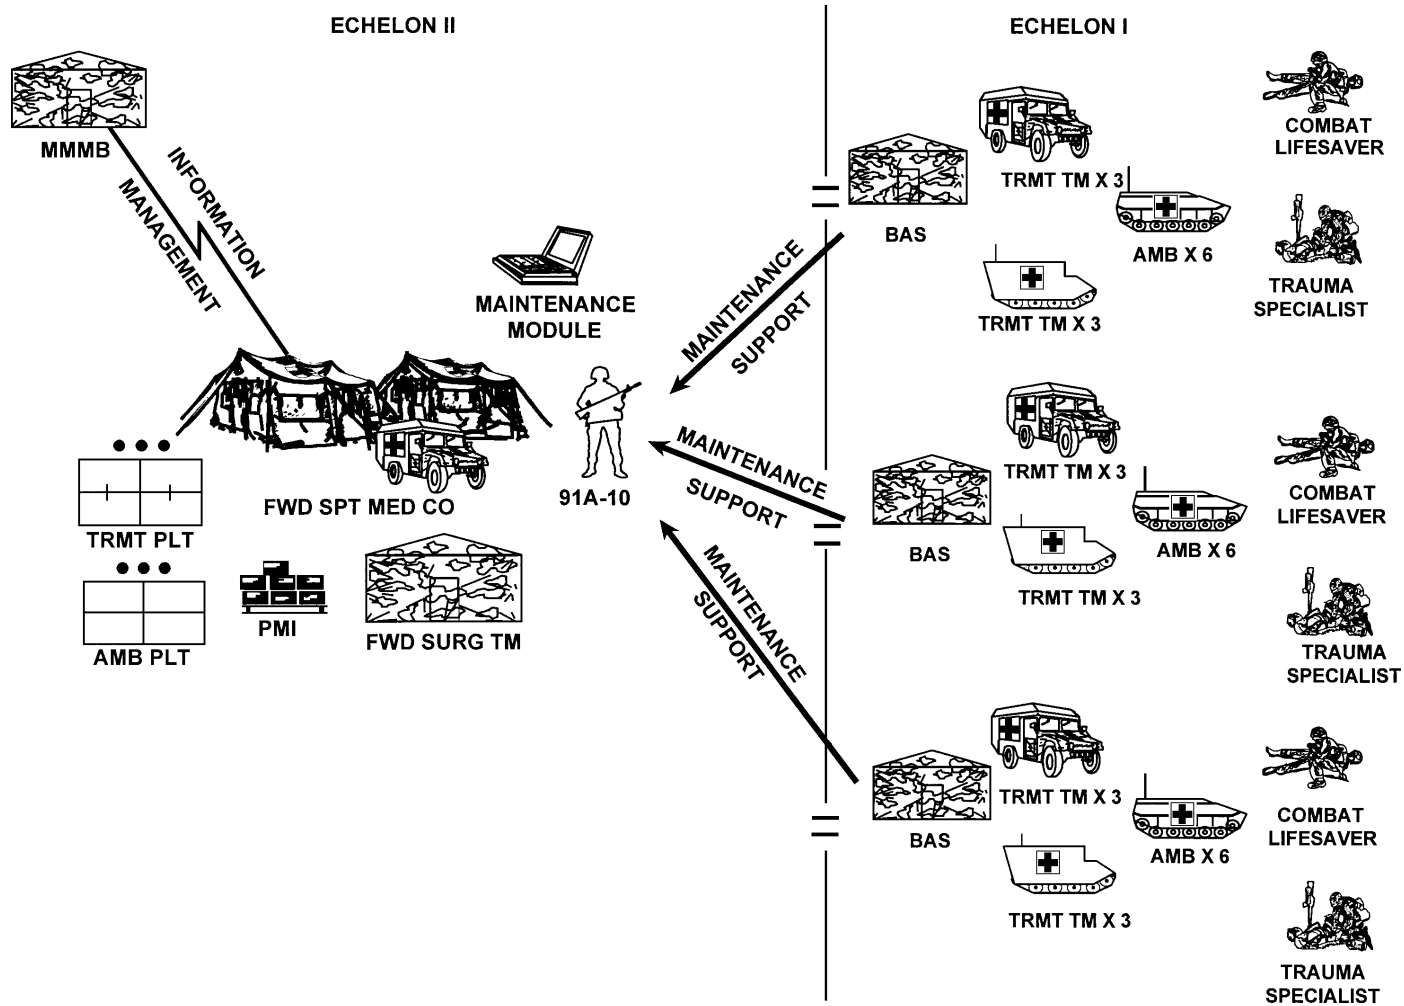 ECHELON II
ECHELON I
MMMB
INFORMATION
MANAGEMENT
MAINTENANCE
MODULE
FWD SPT MED CO
91A-10
TRMT PLT
AMB PLT
PMI
FWD SURG TM
MAINTENANCE
SUPPORT
MAINTENANCE
SUPPORT
MAINTENANCE
SUPPORT
BAS
TRMT TM X 3
AMB X 6
TRMT TM X 3
COMBAT
LIFESAVER
TRAUMA
SPECIALIST
BAS
TRMT TM X 3
AMB X 6
TRMT TM X 3
COMBAT
LIFESAVER
TRAUMA
SPECIALIST
BAS
TRMT TM X 3
AMB X 6
TRMT TM X 3
COMBAT
LIFESAVER
TRAUMA
SPECIALIST